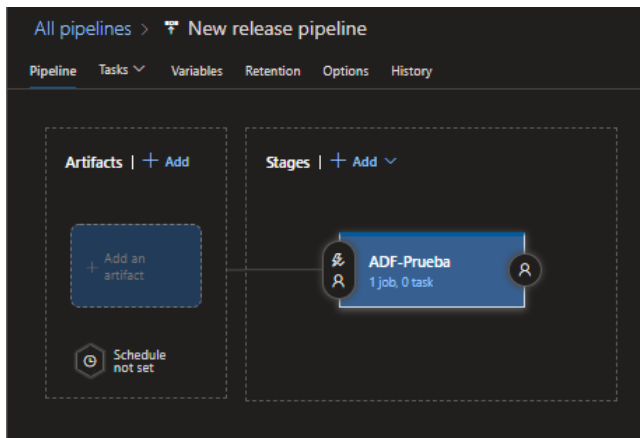 All pipelines > New release pipeline
Pipeline Tasks Variables Retention Options History
Artifacts | + Add
Stages | + Add
+ Add an
artifact
Schedule
not set
ADF-Prueba
1 job, 0 task